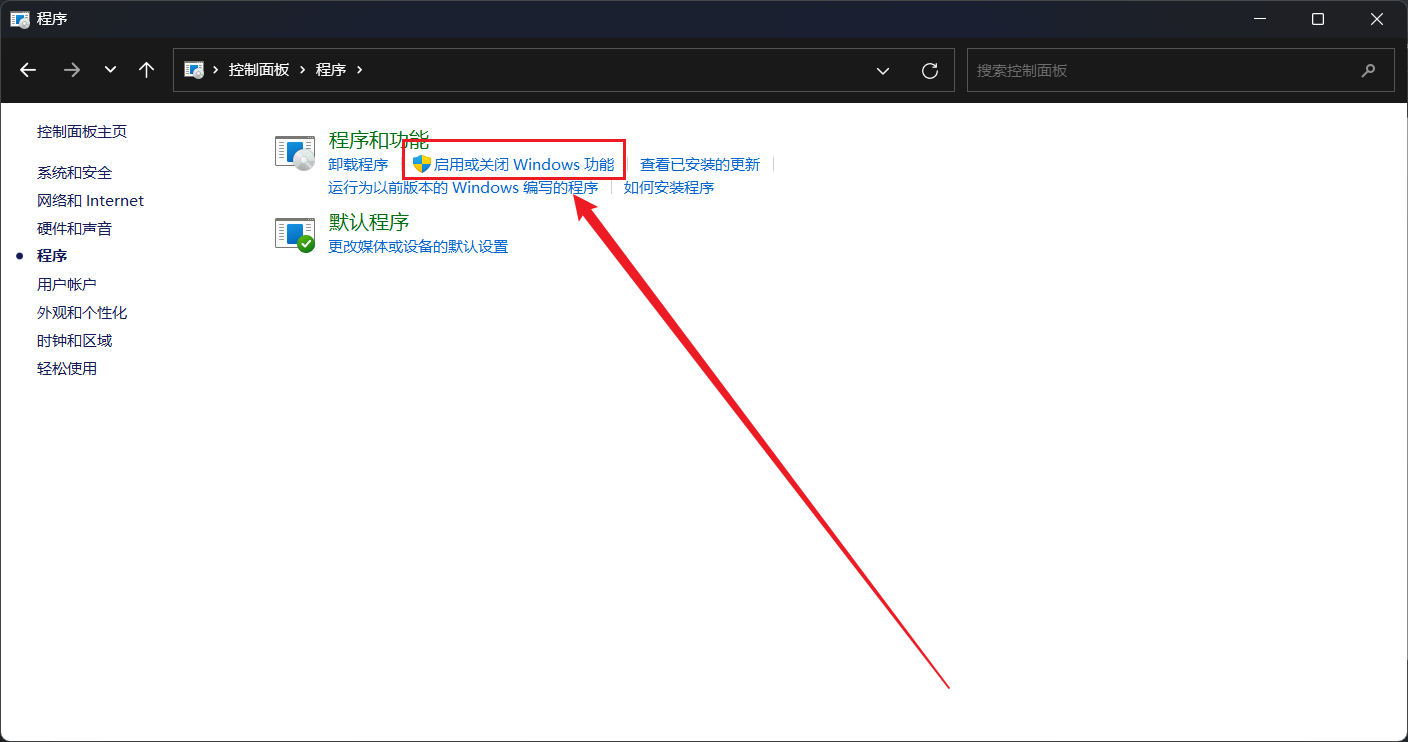 程序
控制面板 程序
搜索控制面板
控制面板主页
系统和安全
网络和 Internet
硬件和声音
程序
用户帐户
外观和个性化
时钟和区域
轻松使用
程序和功能
卸载程序 启用或关闭 Windows 功能 查看已安装的更新
运行为以前版本的 Windows 编写的程序 如何安装程序
默认程序
更改媒体或设备的默认设置